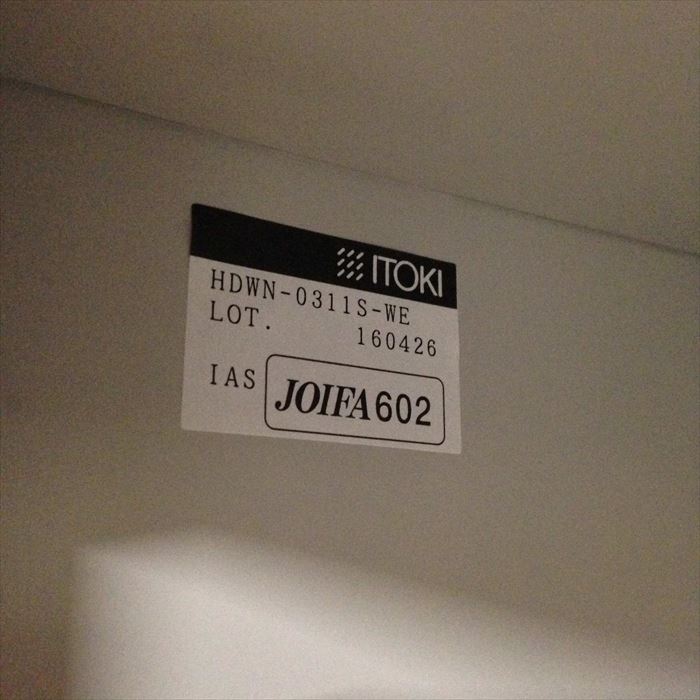 ITOKI
HDWN-0311S-WE
LOT. 160426
IAS JOIFA602